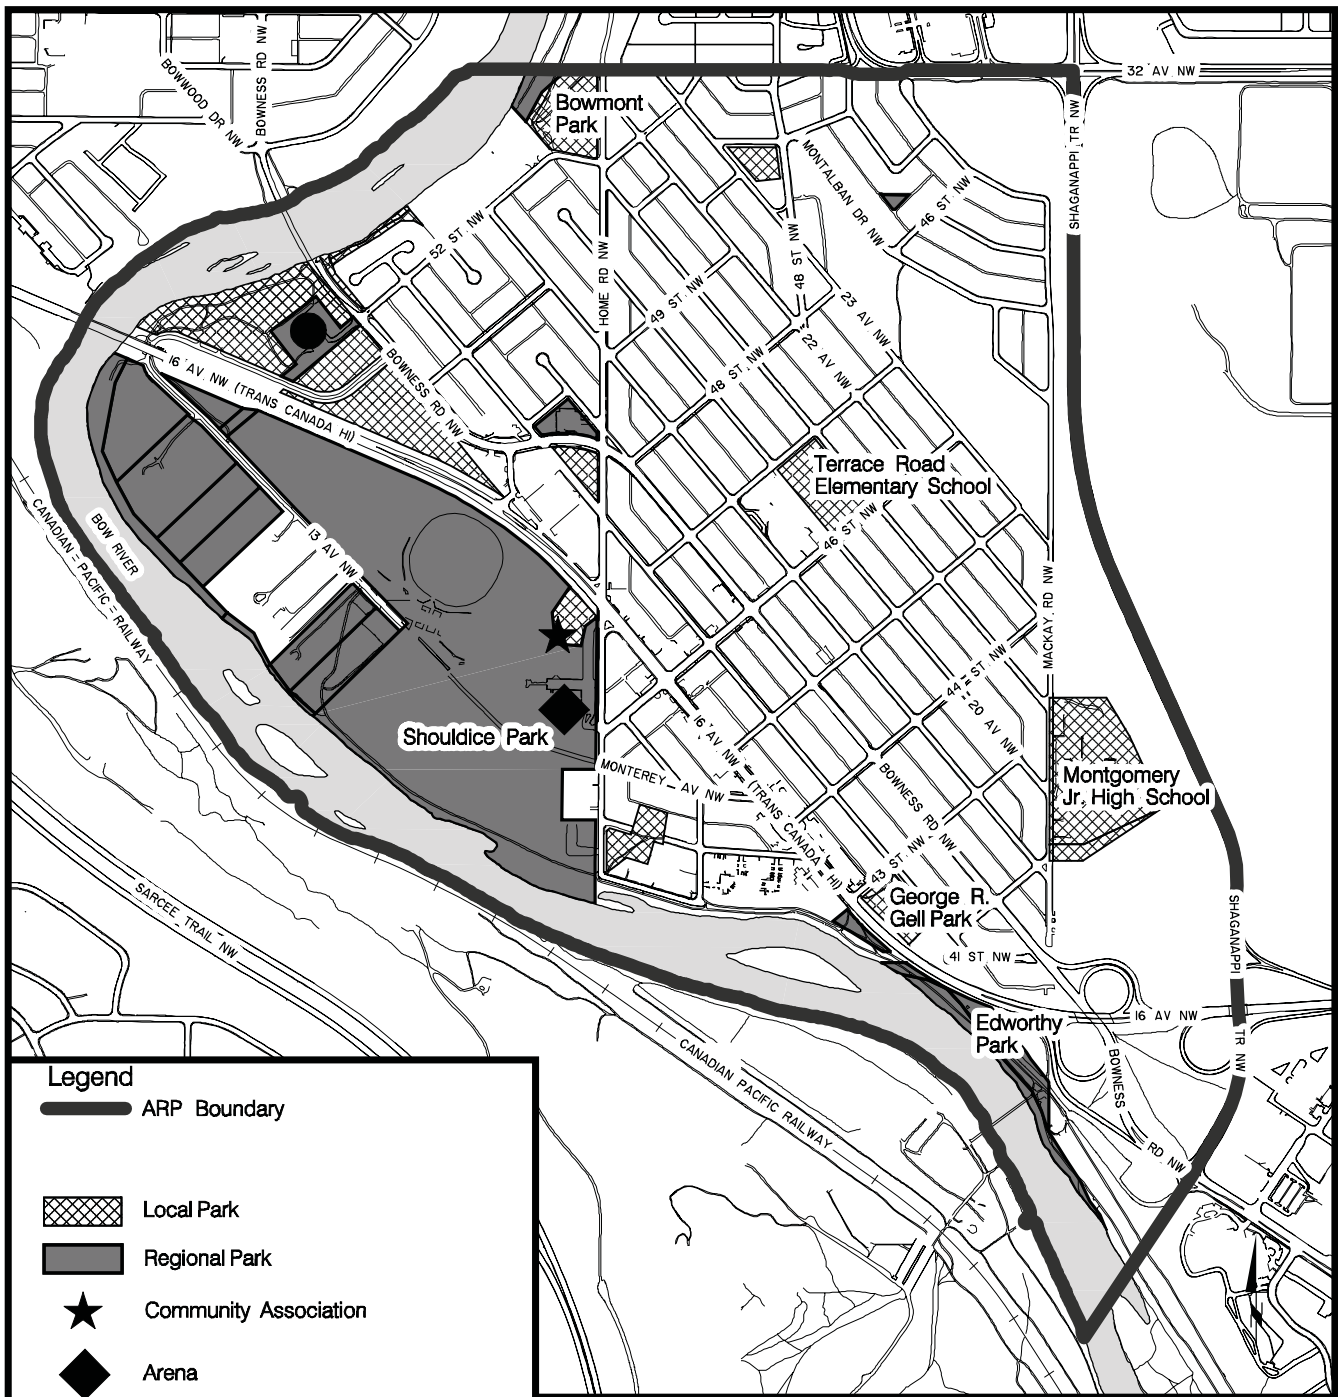 BOWWOOD DR NW
BOWNESS RD NW
32 AV NW
SHAGANAPPI TR NW
Bowmont
Park
MONTALBAN DR NW
46 ST NW
52 ST NW
HOME RD NW
48 ST NW
49 ST NW
23 AV NW
22 AV NW
48 ST NW
16 AV NW (TRANS CANADA HI)
BOWNESS RD NW
Terrace Road
Elementary School
46 ST NW
CANADIAN PACIFIC RAILWAY
BOW RIVER
13 AV NW
MACKAY RD NW
44 ST NW
20 AV NW
Shouldice Park
16 AV NW (TRANS CANADA HI)
MONTEREY AV NW
BOWNESS RD NW
Montgomery
Jr. High School
43 ST NW
George R.
Gell Park
41 ST NW
SARCEE TRAIL NW
SHAGANAPPI TR NW
Edworthy
Park
16 AV NW
BOWNESS RD NW
CANADIAN PACIFIC RAILWAY
Legend
ARP Boundary
Local Park
Regional Park
Community Association
Arena